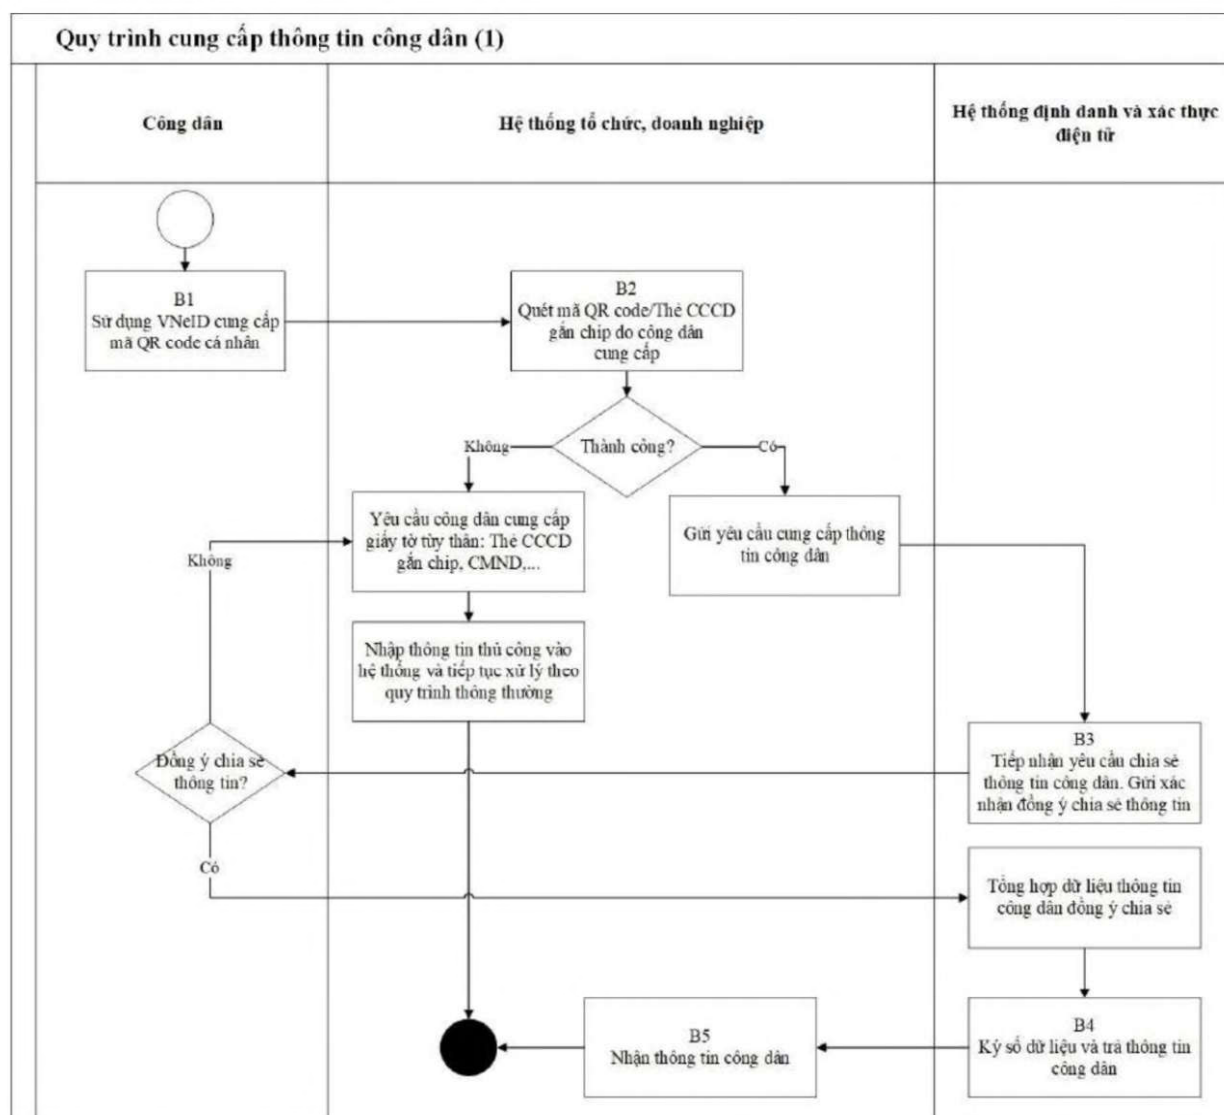 Quy trình cung cấp thông tin công dân (1)
Công dân
Hệ thống tổ chức, doanh nghiệp
Hệ thống định danh và xác thực
điện tử
B1
Sử dụng VNeID cung cấp
mã QR code cá nhân
B2
Quét mã QR code/Thẻ CCCD
gắn chip do công dân
cung cấp
Thành công?
Không
Có
Yêu cầu công dân cung cấp
giấy tờ tùy thân: Thẻ CCCD
gắn chip, CMND,...
Gửi yêu cầu cung cấp thông
tin công dân
Không
Nhập thông tin thủ công vào
hệ thống và tiếp tục xử lý theo
quy trình thông thường
Đồng ý chia sẻ
thông tin?
B3
Tiếp nhận yêu cầu chia sẻ
thông tin công dân. Gửi xác
nhận đồng ý chia sẻ thông tin
Có
Tổng hợp dữ liệu thông tin
công dân đồng ý chia sẻ
B4
Ký số dữ liệu và trả thông tin
công dân
B5
Nhận thông tin công dân